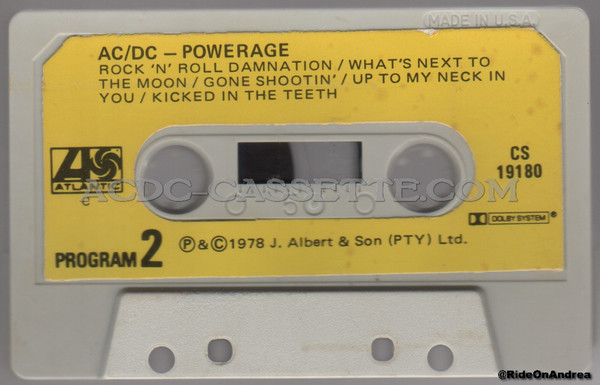 MADE IN U.S.A.
AC/DC – POWERAGE
ROCK 'N' ROLL DAMNATION / WHAT'S NEXT TO
THE MOON / GONE SHOOTIN' / UP TO MY NECK IN
YOU / KICKED IN THE TEETH
ATLANTIC
CS
19180
ACDC-CASSETTE.COM
DOLBY SYSTEM®
PROGRAM 2
Ⓟ & © 1978 J. Albert & Son (PTY) Ltd.
@RideOnAndrea